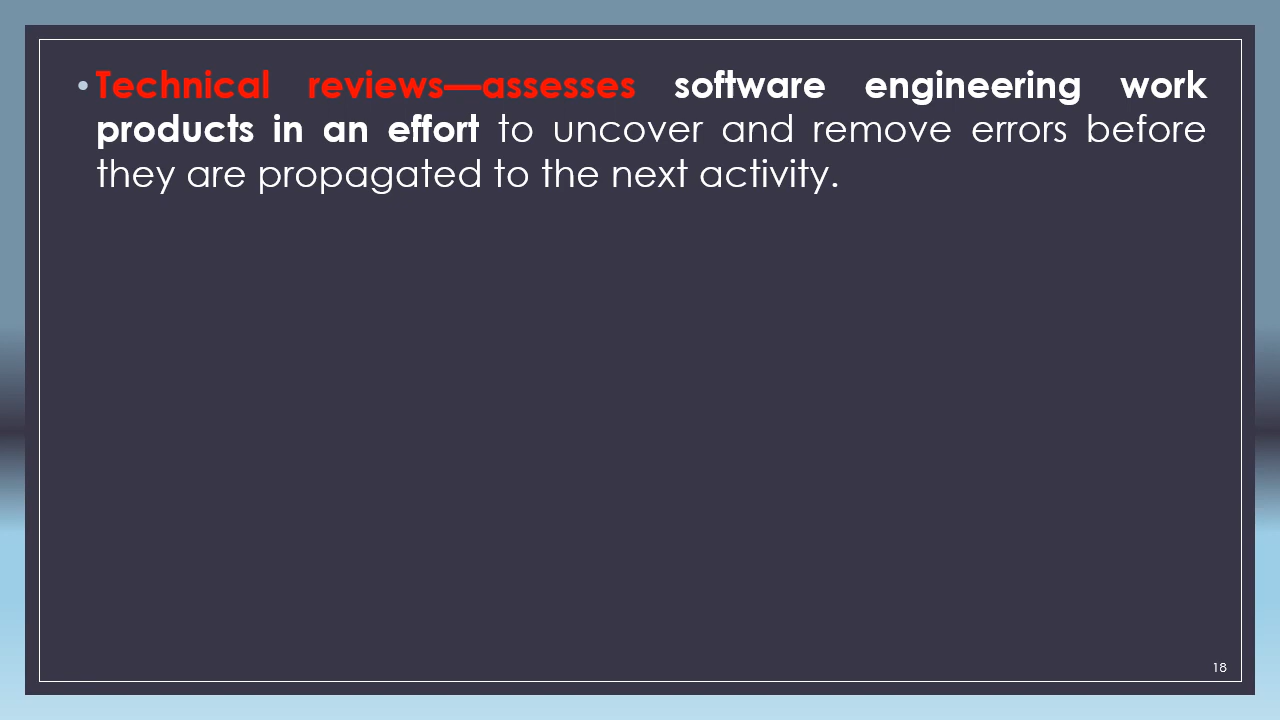 • Technical reviews—assesses software engineering work
products in an effort to uncover and remove errors before
they are propagated to the next activity.
18